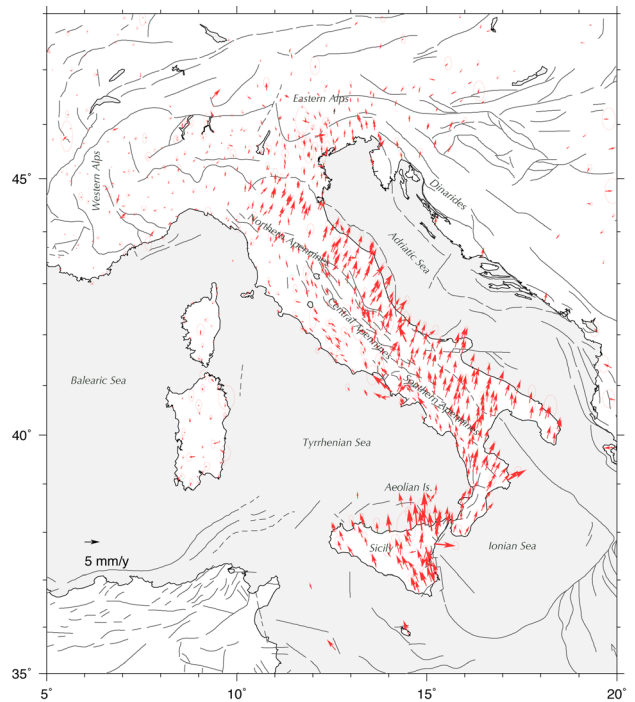 Eastern Alps
Western Alps
45°
Dinarides
Northern Apennines
Adriatic Sea
Central Apennines
Balearic Sea
Southern Apennines
40°
Tyrrhenian Sea
Aeolian Is.
5 mm/y
Sicily
Ionian Sea
35°
5° 10° 15° 20°